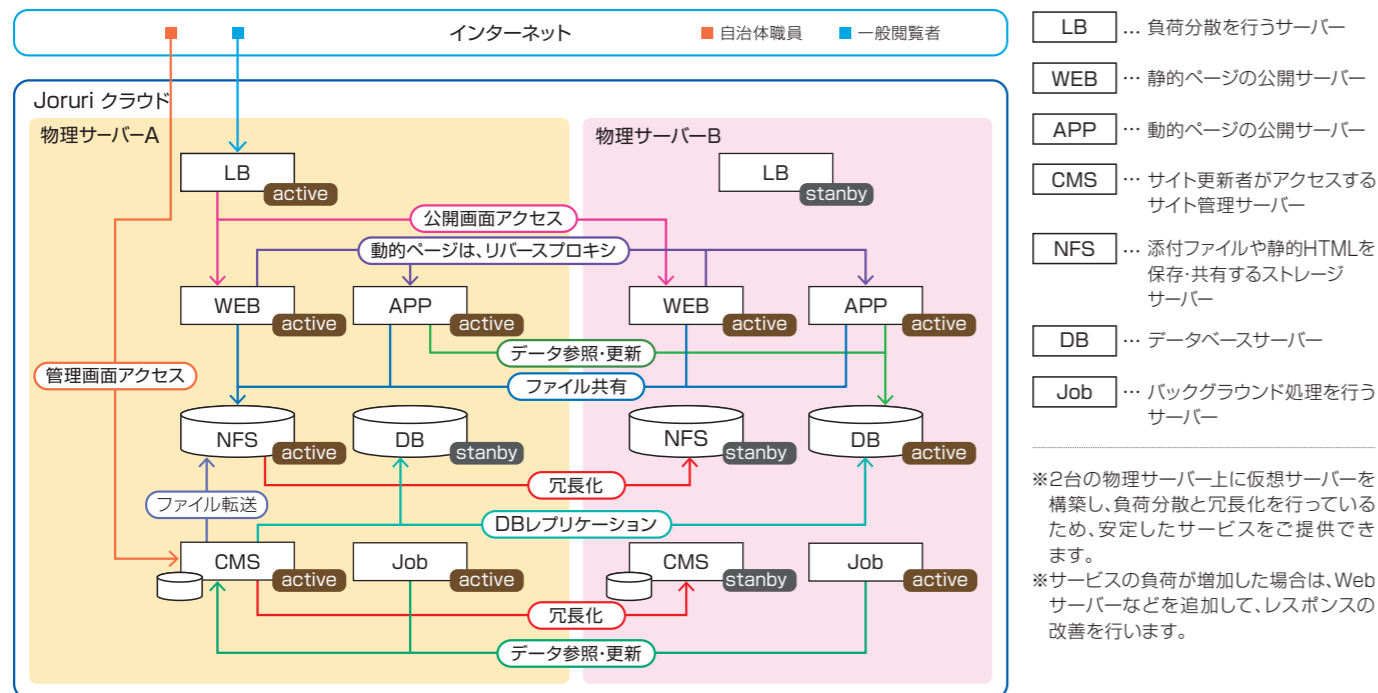 インターネット
自治体職員
一般閲覧者
Joruri クラウド
物理サーバーA
物理サーバーB
LB
active
LB
stanby
公開画面アクセス
動的ページは、リバースプロキシ
WEB
active
APP
active
WEB
active
APP
active
データ参照・更新
管理画面アクセス
ファイル共有
NFS
active
DB
stanby
NFS
stanby
DB
active
冗長化
ファイル転送
DBレプリケーション
CMS
active
Job
active
CMS
stanby
Job
active
冗長化
データ参照・更新
LB … 負荷分散を行うサーバー
WEB … 静的ページの公開サーバー
APP … 動的ページの公開サーバー
CMS … サイト更新者がアクセスする
サイト管理サーバー
NFS … 添付ファイルや静的HTMLを
保存・共有するストレージ
サーバー
DB … データベースサーバー
Job … バックグラウンド処理を行う
サーバー
※2台の物理サーバー上に仮想サーバーを
構築し、負荷分散と冗長化を行っている
ため、安定したサービスをご提供でき
ます。
※サービスの負荷が増加した場合は、Web
サーバーなどを追加して、レスポンスの
改善を行います。